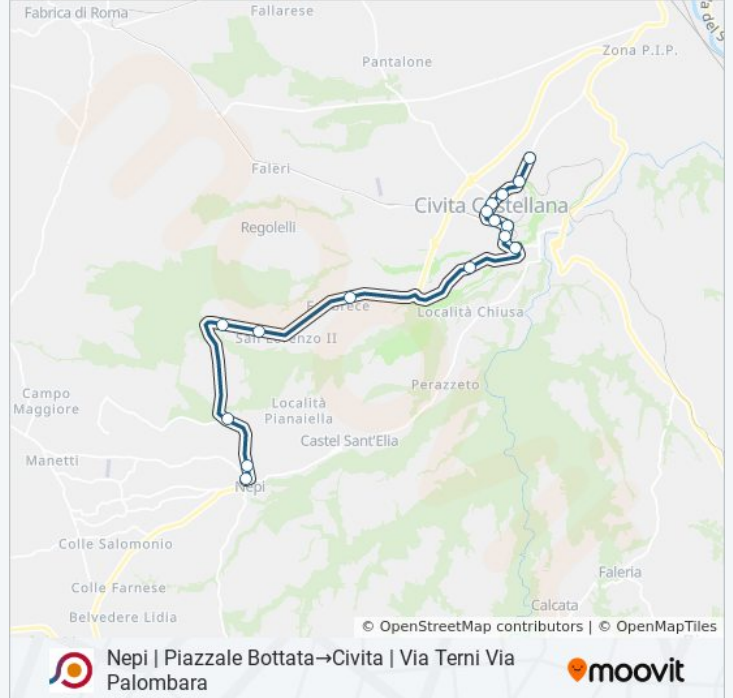 Fabrica di Roma
Fallarese
Zona P.I.P.
Pantalone
Faleri
Civita Castellana
Regolelli
Località Chiusa
San Lorenzo II
Perazzeto
Campo
Maggiore
Località
Pianaiella
Castel Sant'Elia
Manetti
Nepi
Colle Salomonio
Colle Farnese
Faleria
Belvedere Lidia
Calcata
© OpenStreetMap contributors | © OpenMapTiles
Nepi | Piazzale Bottata→Civita | Via Terni Via
Palombara
moovit